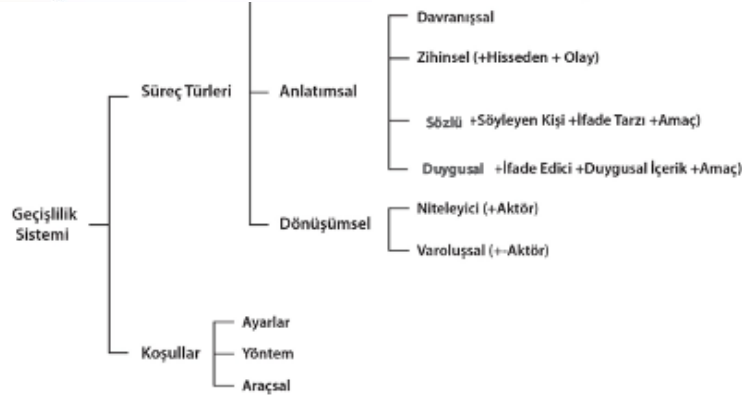 Davranışsal
Zihinsel (+Hisseden + Olay)
Süreç Türleri
Anlatımsal
Sözlü +Söyleyen Kişi +İfade Tarzı +Amaç)
Duygusal +İfade Edici +Duygusal İçerik +Amaç)
Geçişlilik
Sistemi
Dönüşümsel
Niteleyici (+Aktör)
Varoluşsal (+-Aktör)
Koşullar
Ayarlar
Yöntem
Araçsal